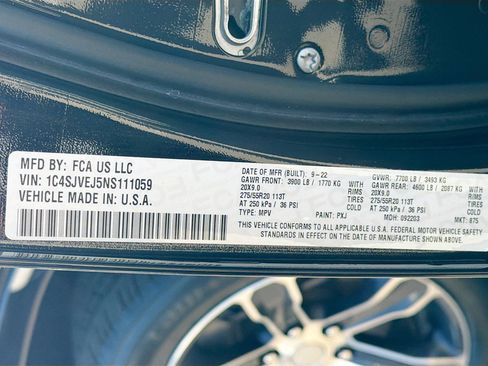 MFD BY: FCA US LLC
VIN: 1C4SJVEJ5NS111059
VEHICLE MADE IN: U.S.A.
DATE OF MFR (BUILT): 9-22 GVWR: 7700 LB / 3493 KG
GAWR FRONT: 3900 LB / 1770 KG GAWR REAR: 4600 LB / 2087 KG
20X9.0 RIMS 20X9.0 RIMS
275/55R20 113T TIRES 275/55R20 113T TIRES
AT 250 kPa / 36 PSI COLD AT 250 kPa / 36 PSI COLD
TYPE: MPV PAINT: PXJ MDH: 092203 MKT: 875
THIS VEHICLE CONFORMS TO ALL APPLICABLE U.S.A. FEDERAL MOTOR VEHICLE SAFETY
STANDARDS IN EFFECT ON THE DATE OF MANUFACTURE SHOWN ABOVE.